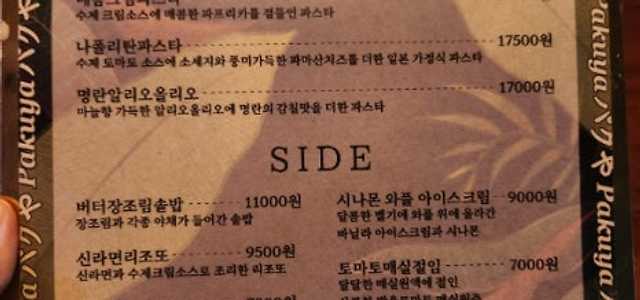 수제 크림소스에 매콤한 파프리카를 곁들인 파스타
나폴리탄파스타 17500원
수제 토마토 소스에 소세지와 풍미가득한 파마산치즈를 더한 일본 가정식 파스타
명란알리오올리오 17000원
마늘향 가득한 알리오올리오에 명란의 감칠맛을 더한 파스타
SIDE
버터장조림솥밥 11000원
장조림과 각종 야채가 들어간 솥밥
신라면리조또 9500원
신라면과 수제크림소스로 조리한 리조또
시나몬 와플 아이스크림 9000원
달콤한 벨기에 와플 위에 올라간
바닐라 아이스크림과 시나몬
토마토매실절임 7000원
달달한 매실원액에 절인
Pakuya パクや
パクや Pakuya